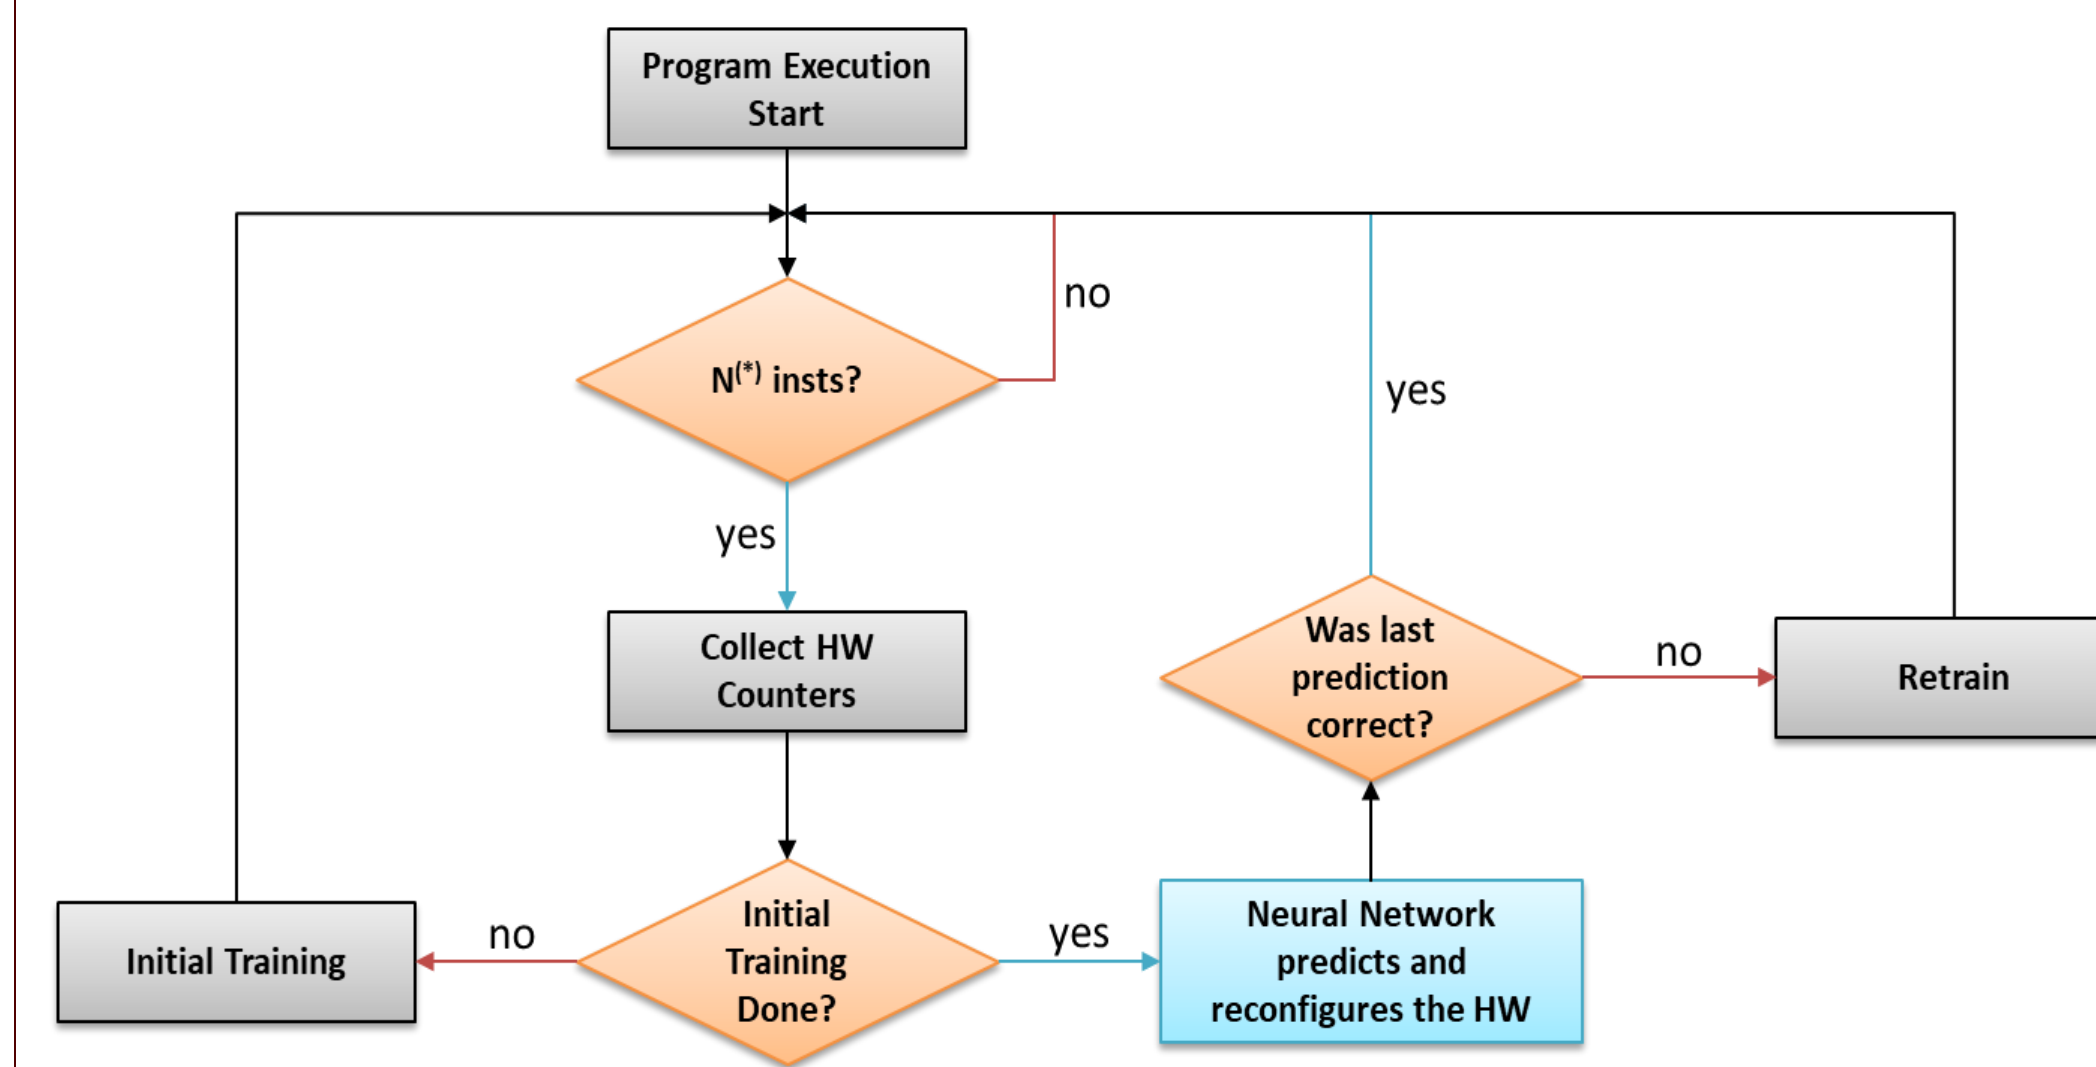 Program Execution
Start
no
N(*) insts?
yes
yes
Was last
prediction
correct?
no
Retrain
Collect HW
Counters
Initial
Training
Done?
no
Initial Training
yes
Neural Network
predicts and
reconfigures the HW